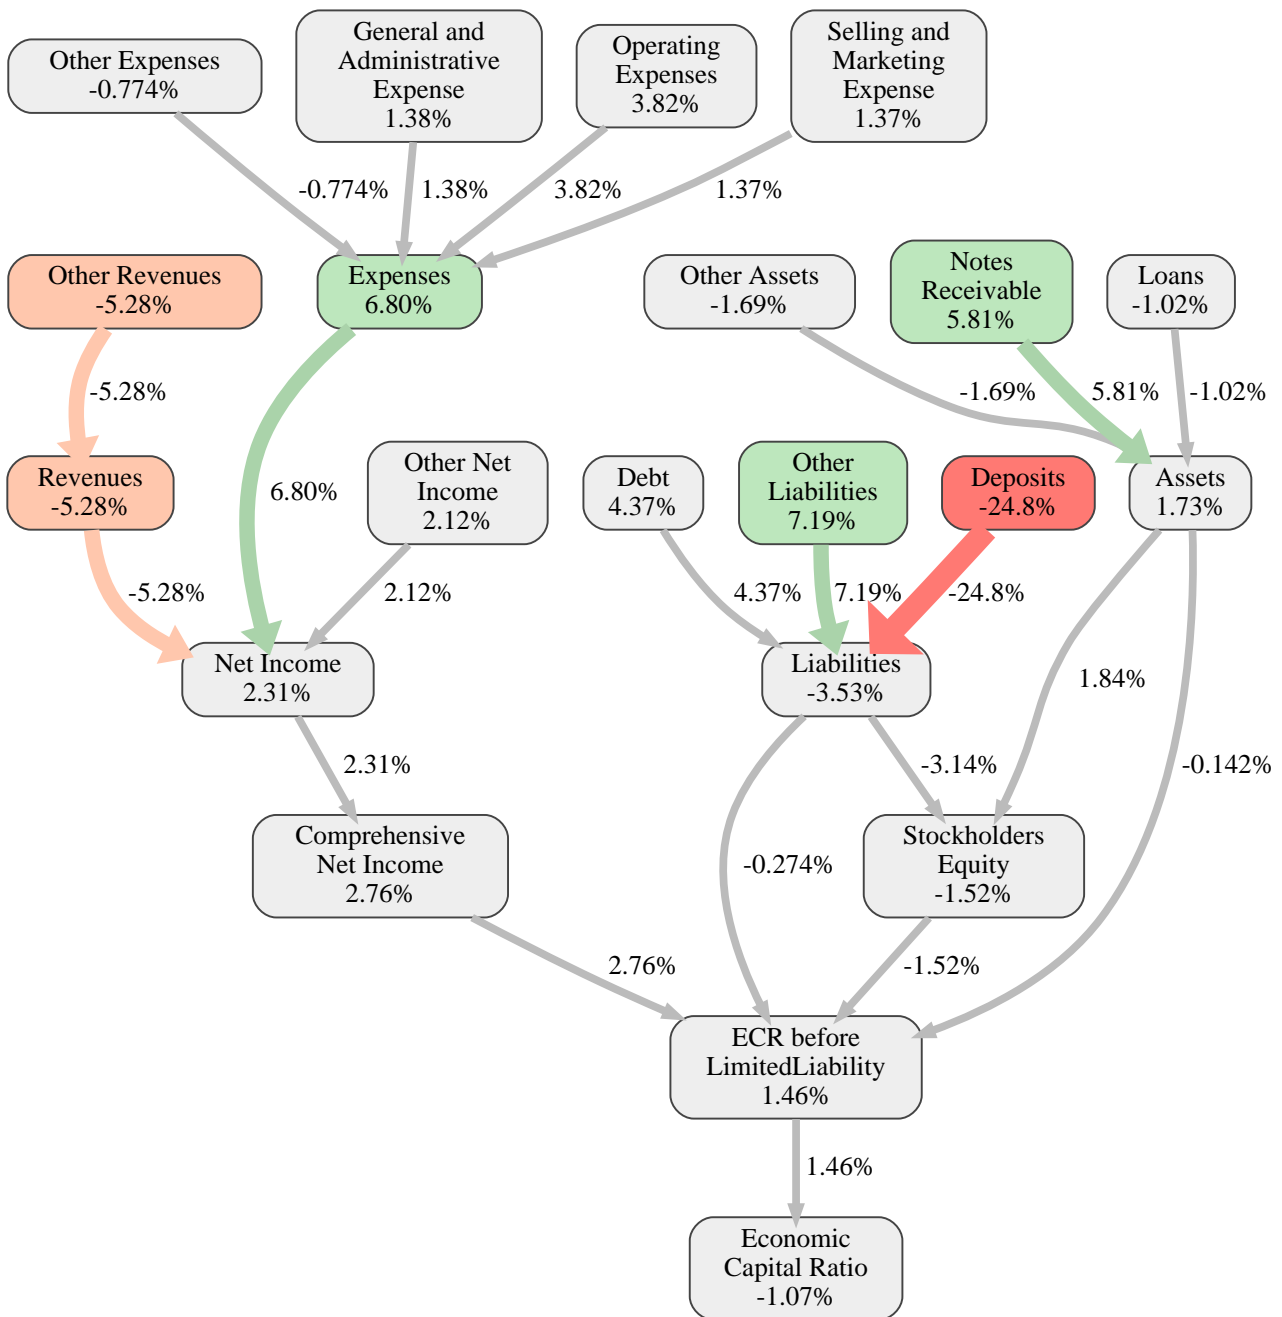 Other Expenses
-0.774%
General and
Administrative
Expense
1.38%
Operating
Expenses
3.82%
Selling and
Marketing
Expense
1.37%
-0.774%
1.38%
3.82%
1.37%
Other Revenues
-5.28%
Expenses
6.80%
Other Assets
-1.69%
Notes
Receivable
5.81%
Loans
-1.02%
-5.28%
-1.69%
5.81%
-1.02%
Revenues
-5.28%
6.80%
Other Net
Income
2.12%
Debt
4.37%
Other
Liabilities
7.19%
Deposits
-24.8%
Assets
1.73%
-5.28%
2.12%
4.37%
7.19%
-24.8%
Net Income
2.31%
Liabilities
-3.53%
1.84%
2.31%
-3.14%
-0.142%
Comprehensive
Net Income
2.76%
-0.274%
Stockholders
Equity
-1.52%
2.76%
-1.52%
ECR before
LimitedLiability
1.46%
1.46%
Economic
Capital Ratio
-1.07%